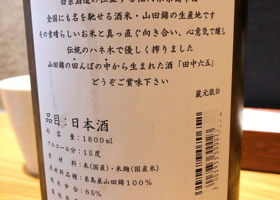 全国にも名を馳せる酒米・山田錦の生産地です
その素晴らしいお米と真っ直ぐ向き合い、心意気で醸し
伝統のハネ木で優しく搾りました
山田錦の田んぼの中から生まれた酒「田中六五」
どうぞご賞味下さい
蔵元敬白
品目:日本酒
内容量:1800ml
アルコール分:15度
原材料:米(国産)・米麹(国産米)
原料米:糸島産山田錦100%
精米歩合:65%